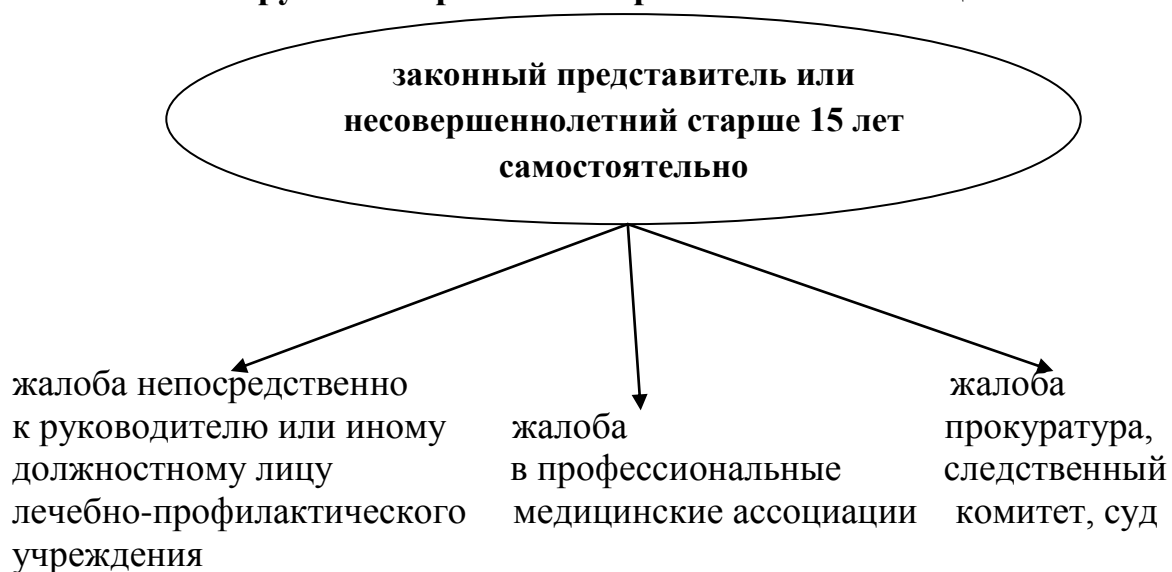 законный представитель или
несовершеннолетний старше 15 лет
самостоятельно
жалоба непосредственно
к руководителю или иному
должностному лицу
лечебно-профилактического
учреждения
жалоба
в профессиональные
медицинские ассоциации
жалоба
прокуратура,
следственный
комитет, суд